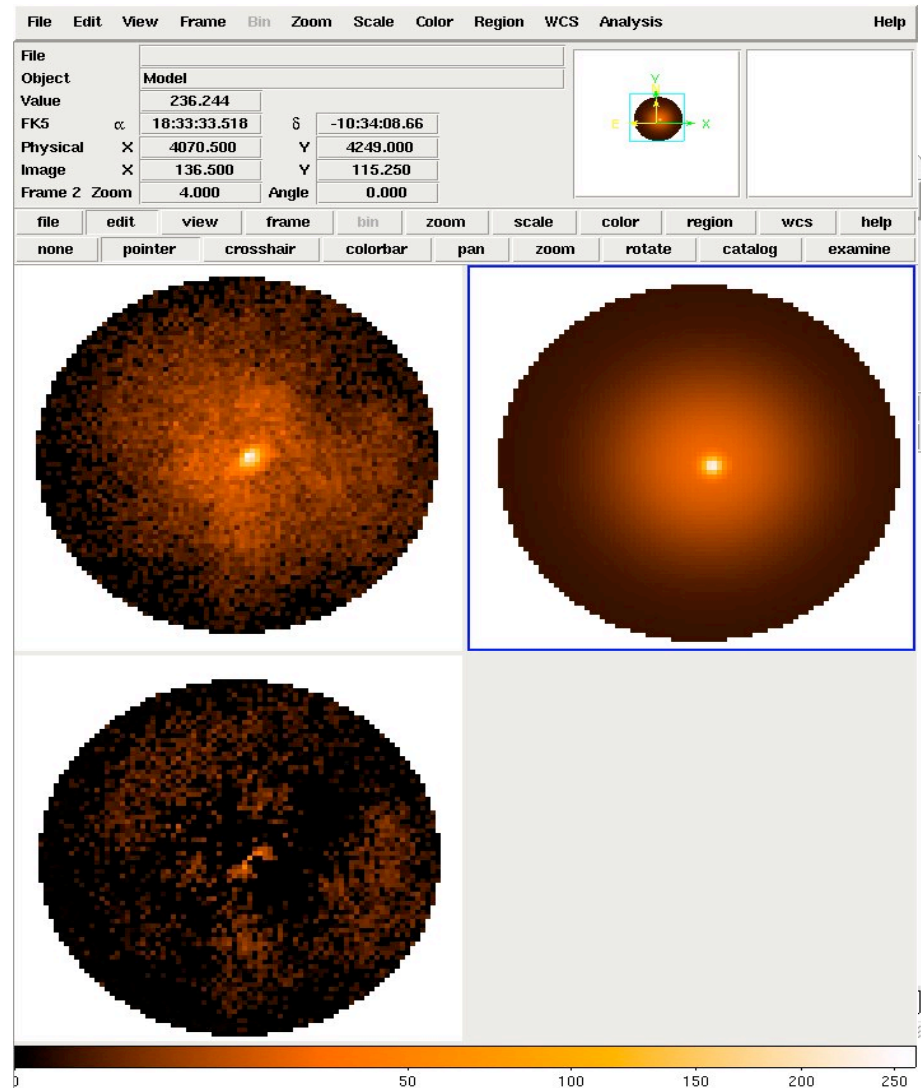 File Edit View Frame Bin Zoom Scale Color Region WCS Analysis Help
File
Object Model
Value 236.244
FK5 α 18:33:33.518 δ -10:34:08.66
Physical X 4070.500 Y 4249.000
Image X 136.500 Y 115.250
Frame 2 Zoom 4.000 Angle 0.000
Y
N
E
X
file edit view frame bin zoom scale color region wcs help
none pointer crosshair colorbar pan zoom rotate catalog examine
0 50 100 150 200 250